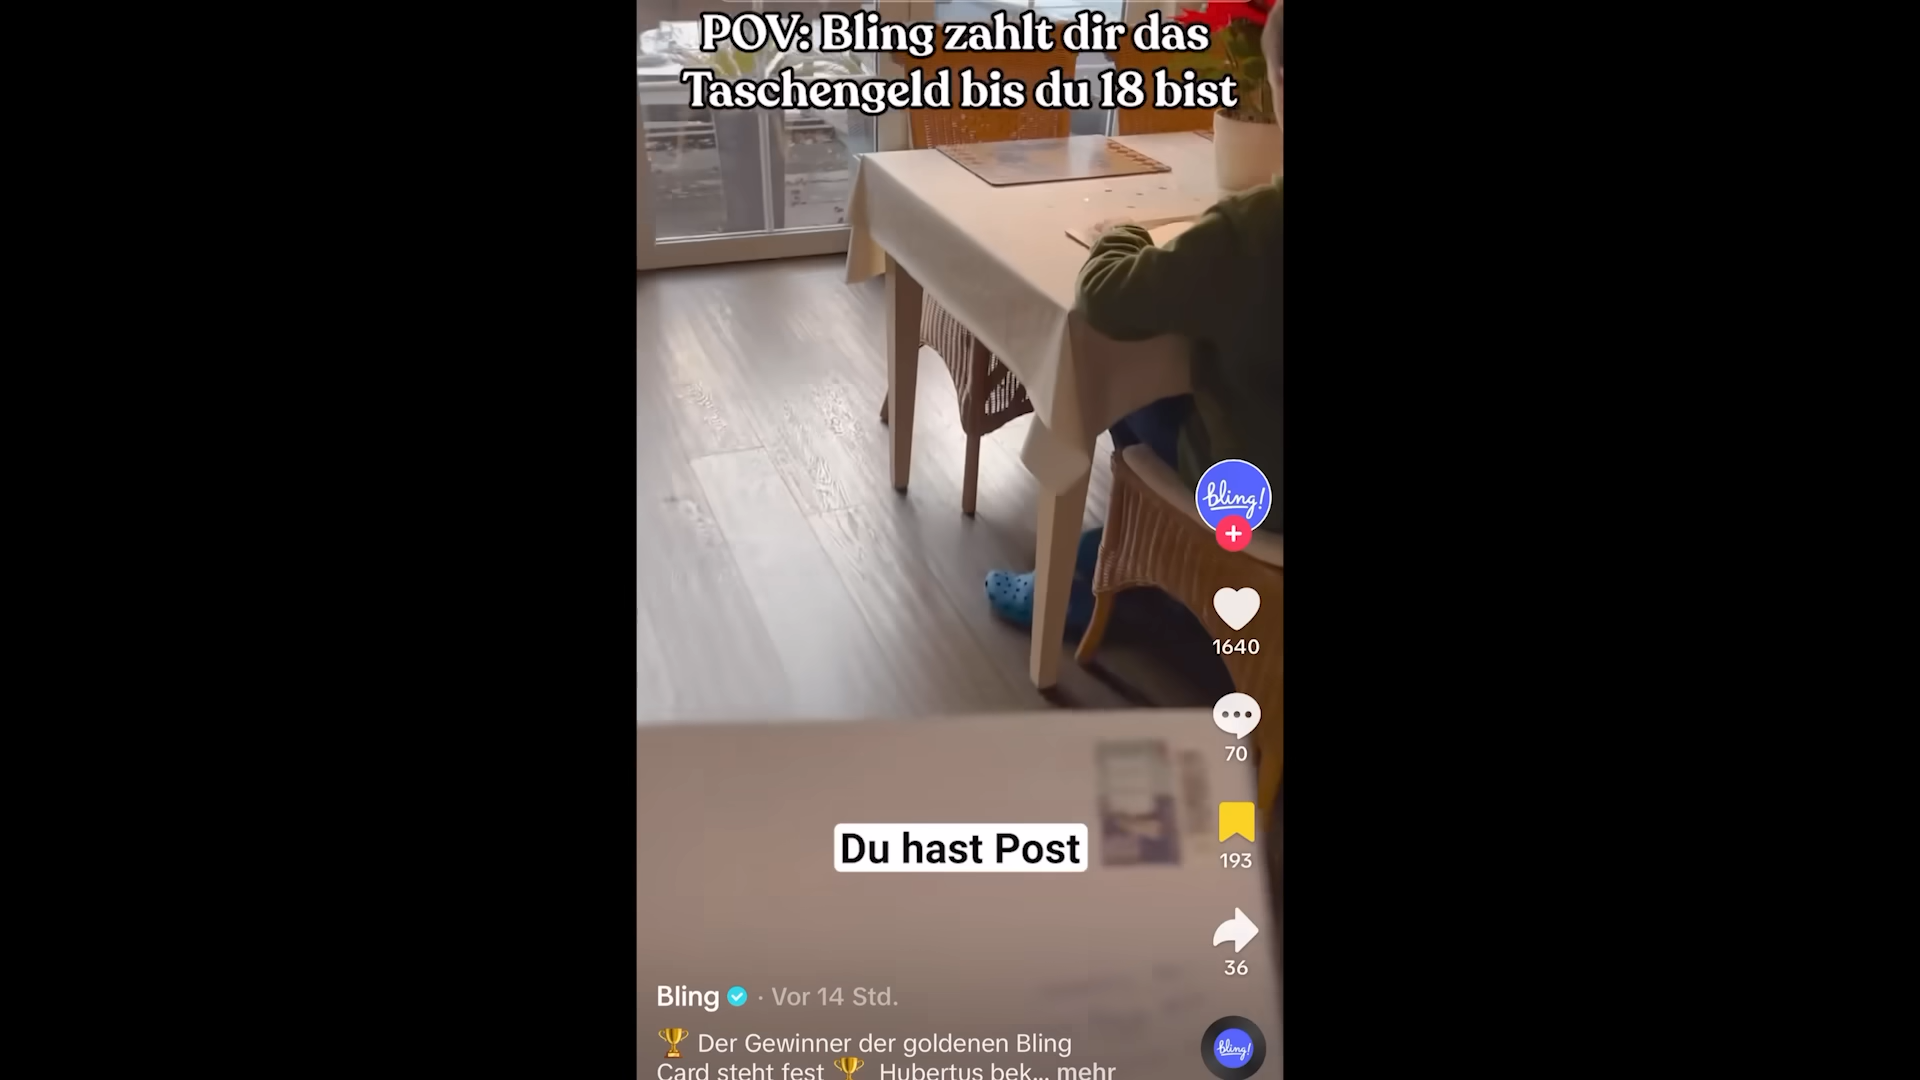 POV: Bling zahlt dir das
Taschengeld bis du 18 bist
bling!
1640
70
Du hast Post
193
36
Bling · Vor 14 Std.
🏆 Der Gewinner der goldenen Bling
Card steht fest 🏆 Hubertus bek... mehr
bling!